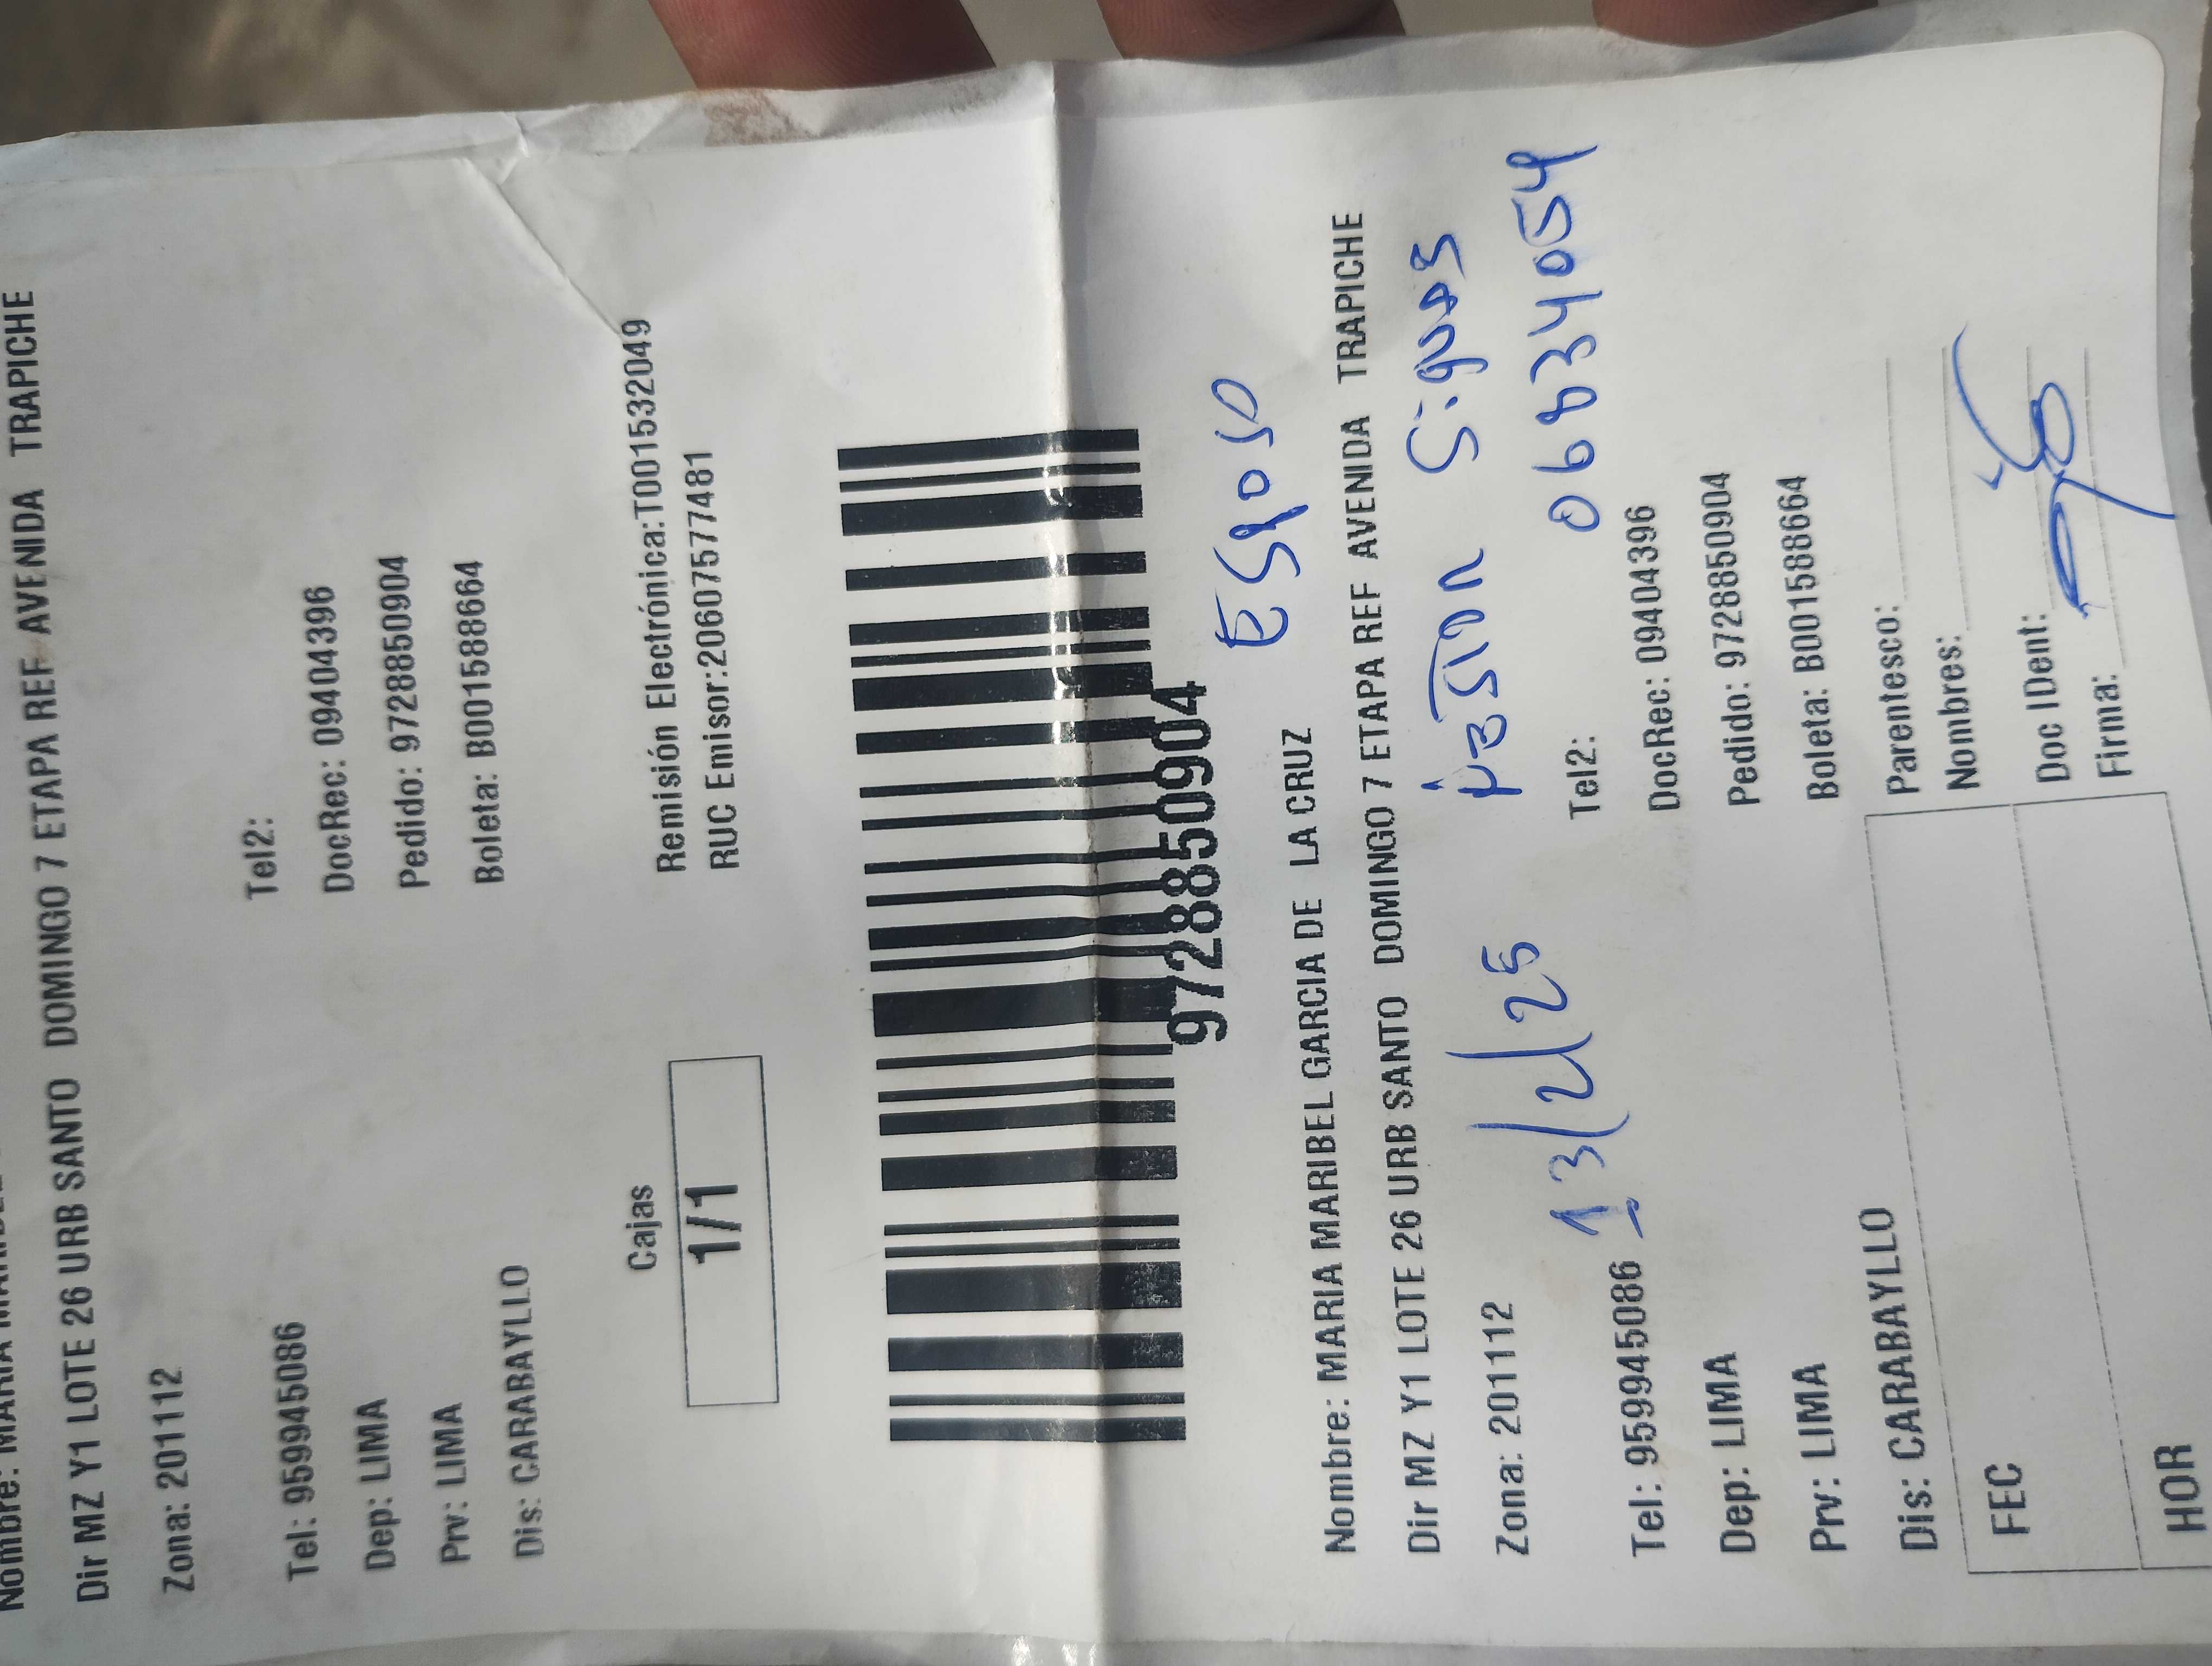 Dir MZ Y1 LOTE 26 URB SANTO DOMINGO 7 ETAPA REF AVENIDA TRAPICHE
Zona: 201112
Tel: 959945086
Tel2:
Dep: LIMA
DocRec: 09404396
Prv: LIMA
Pedido: 9728850904
Dis: CARABAYLLO
Boleta: B001588664
Cajas
1/1
Remisión Electrónica:T001532049
RUC Emisor:20607577481
9728850904
Esposo
Nombre: MARIA MARIBEL GARCIA DE LA CRUZ
Dir MZ Y1 LOTE 26 URB SANTO DOMINGO 7 ETAPA REF AVENIDA TRAPICHE
Zona: 201112
13/2/25
Tel: 959945086
Tel2:
Dep: LIMA
DocRec: 09404396
Prv: LIMA
Pedido: 9728850904
Dis: CARABAYLLO
Boleta: B001588664
FEC
HOR
Parentesco:
Nombres:
Doc IDent:
Firma: